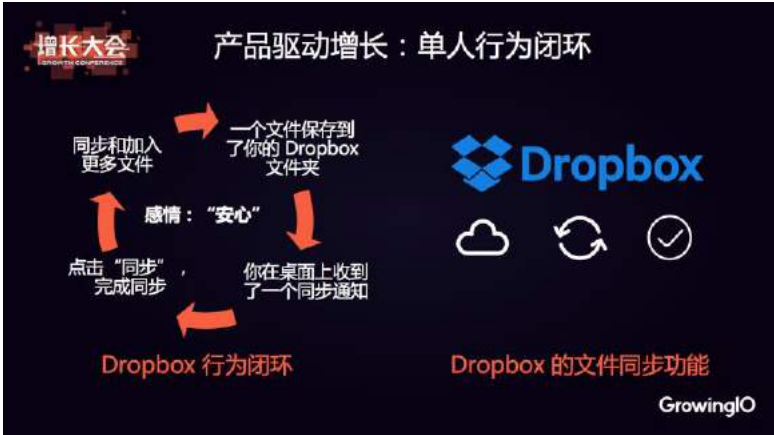 增长大会
GROWTH CONFERENCE
产品驱动增长：单人行为闭环
一个文件保存到
了你的 Dropbox
文件夹
同步和加入
更多文件
感情：“安心”
点击“同步”，
完成同步
你在桌面上收到
了一个同步通知
Dropbox 行为闭环
Dropbox
Dropbox 的文件同步功能
GrowingIO